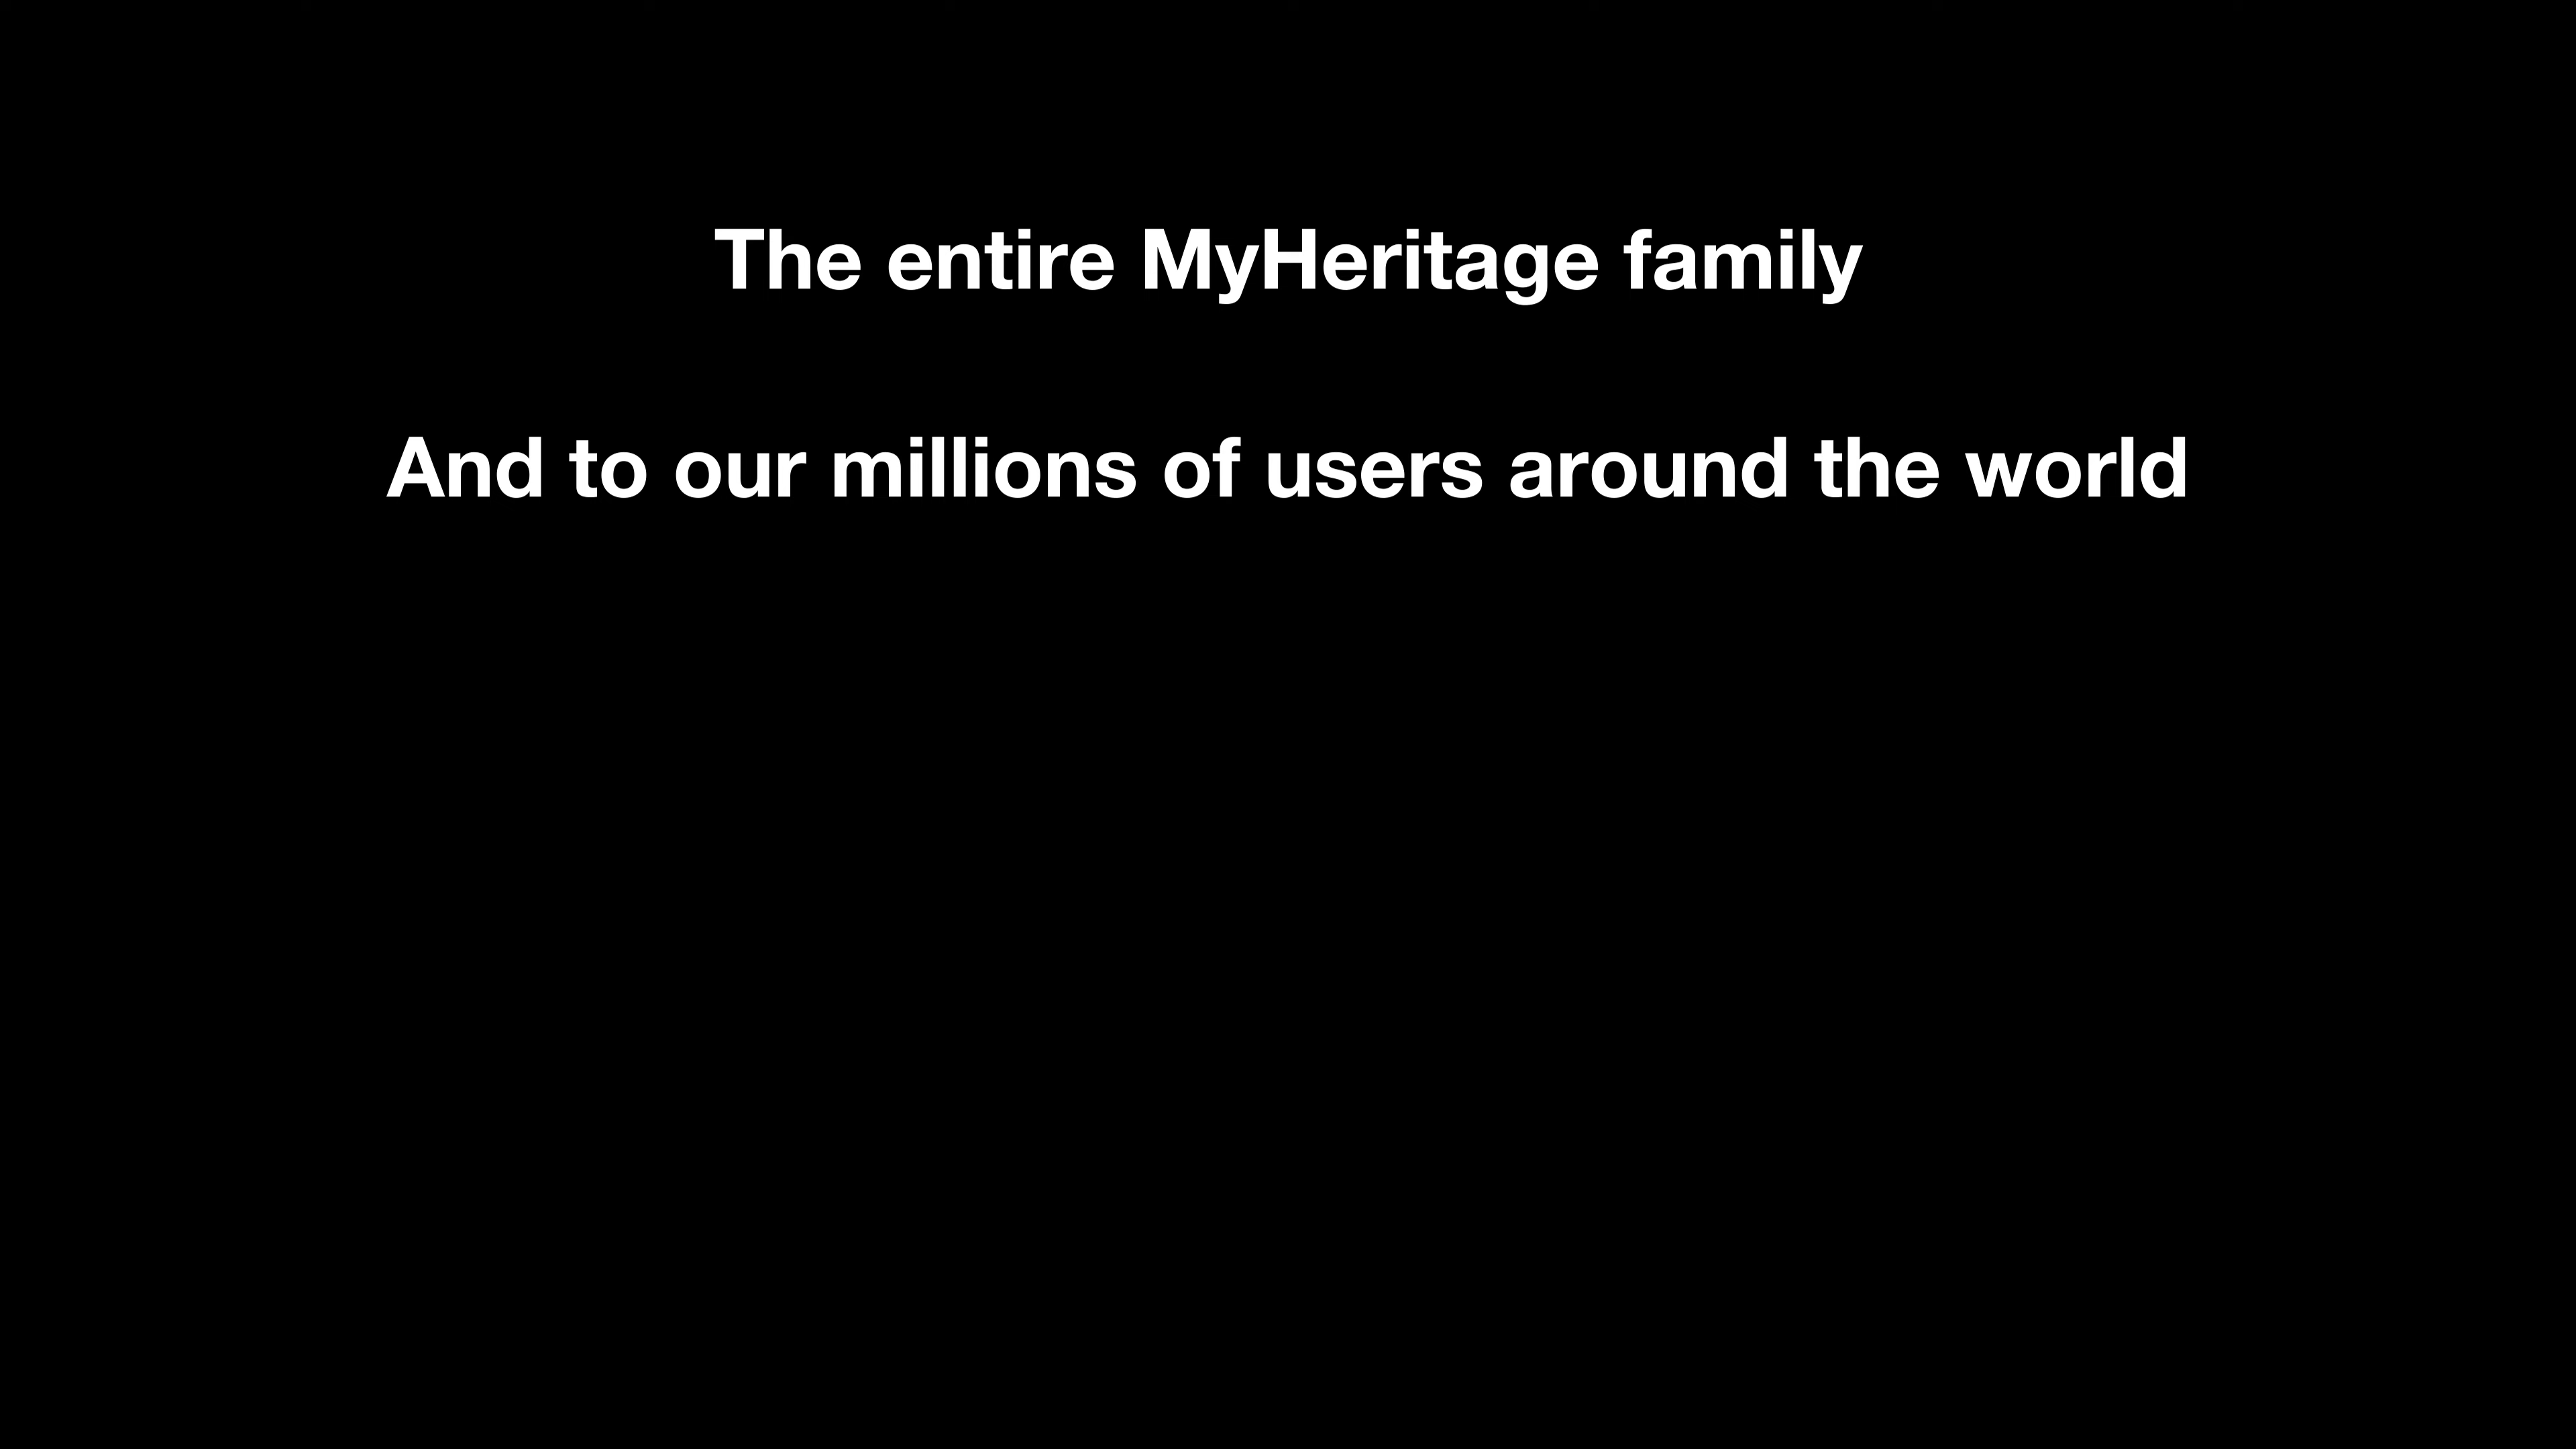 The entire MyHeritage family
And to our millions of users around the world